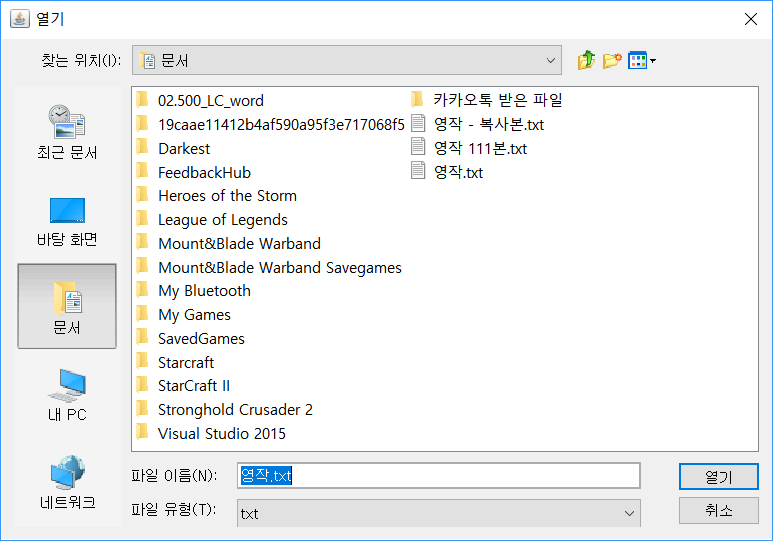 열기
찾는 위치(I):
문서
최근 문서
바탕 화면
문서
내 PC
네트워크
02.500_LC_word
19caae11412b4af590a95f3e717068f5
Darkest
FeedbackHub
Heroes of the Storm
League of Legends
Mount&Blade Warband
Mount&Blade Warband Savegames
My Bluetooth
My Games
SavedGames
Starcraft
StarCraft II
Stronghold Crusader 2
Visual Studio 2015
카카오톡 받은 파일
영작 - 복사본.txt
영작 111본.txt
영작.txt
파일 이름(N):
영작.txt
열기
파일 유형(T):
txt
취소